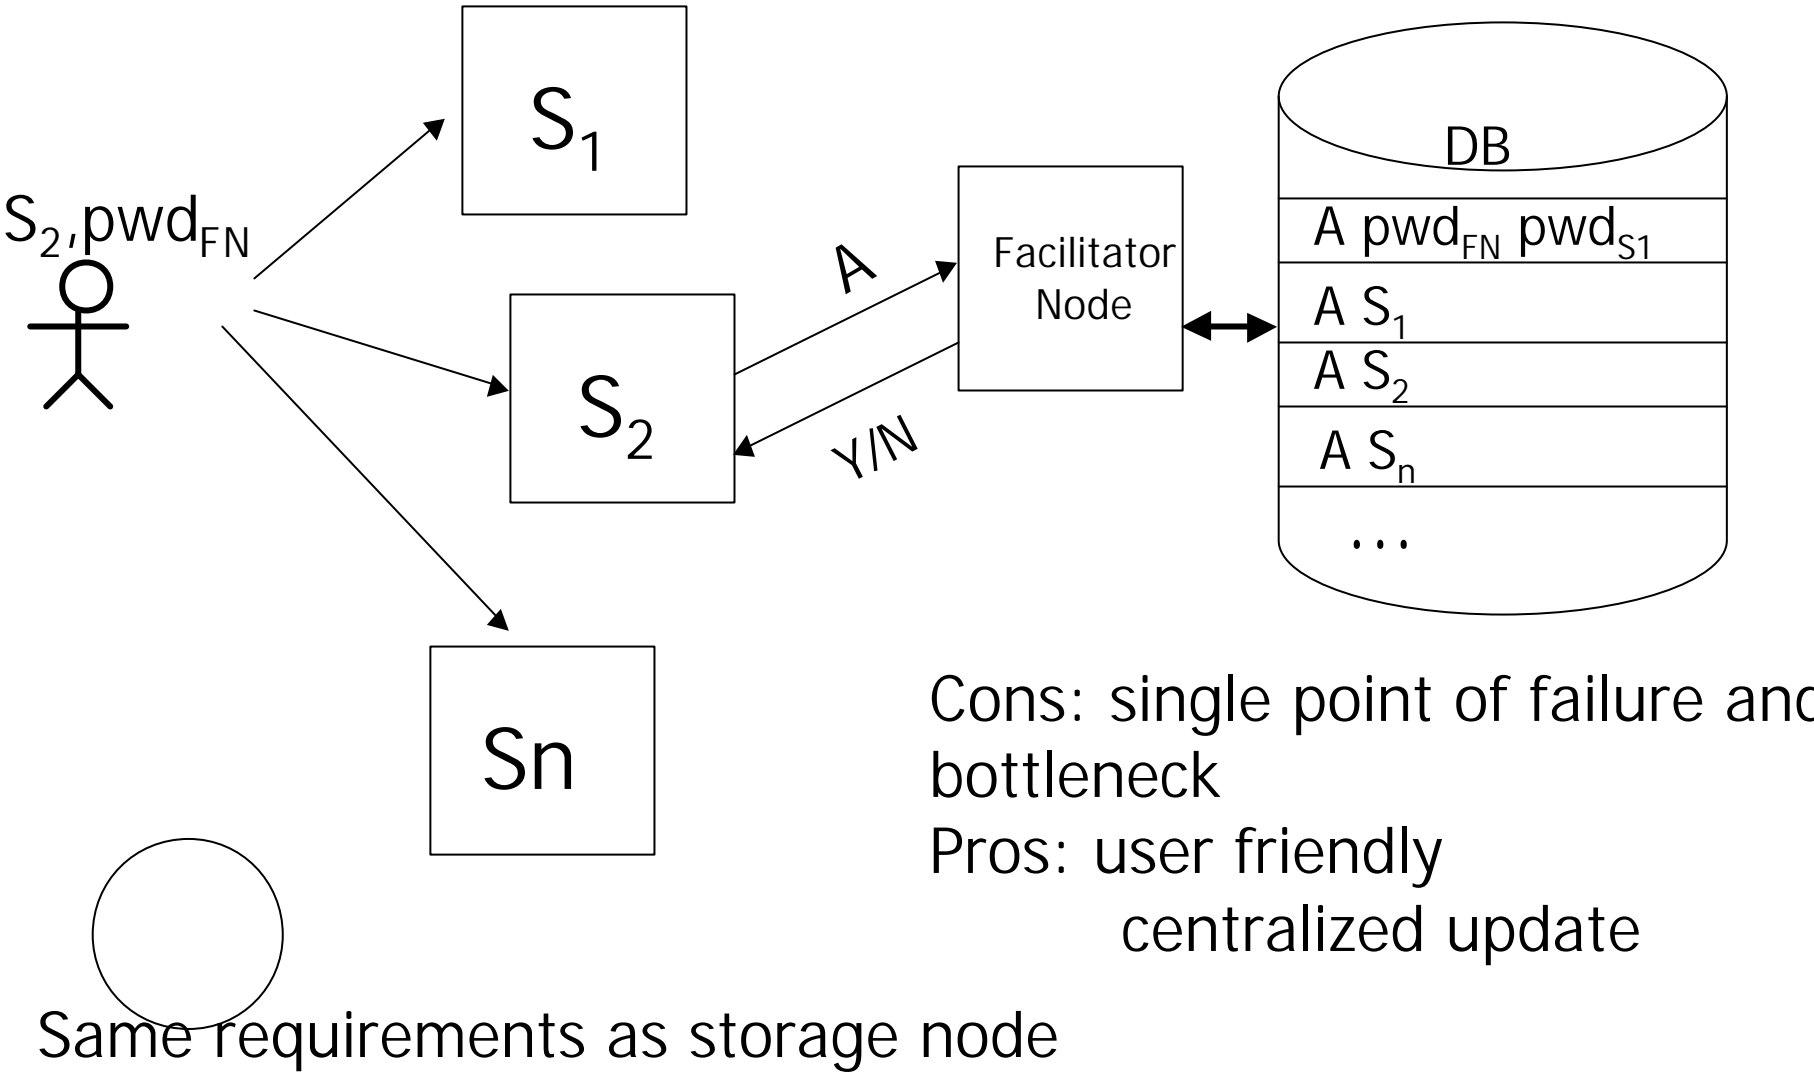 S1
S2,pwdFN
S2
Sn
A
Y/N
Facilitator
Node
DB
A pwdFN pwdS1
A S1
A S2
A Sn
...
Cons: single point of failure and
bottleneck
Pros: user friendly
centralized update
Same requirements as storage node